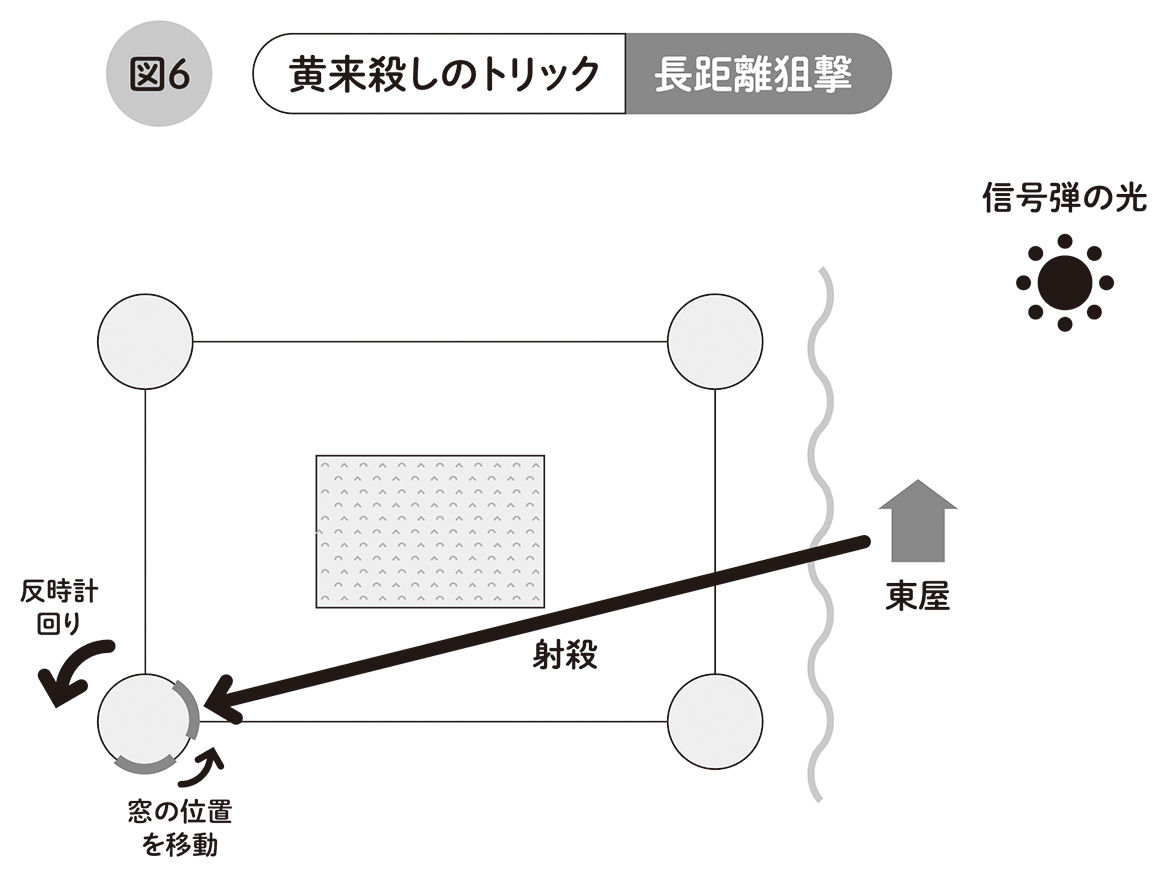 図6
黄来殺しのトリック
長距離狙撃
信号弾の光
東屋
反時計
回り
射殺
窓の位置
を移動